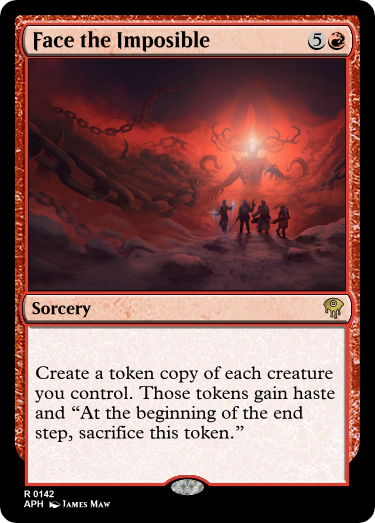 Face the Imposible 5
Sorcery
Create a token copy of each creature
you control. Those tokens gain haste
and “At the beginning of the end
step, sacrifice this token.”
R 0142
APH James Maw